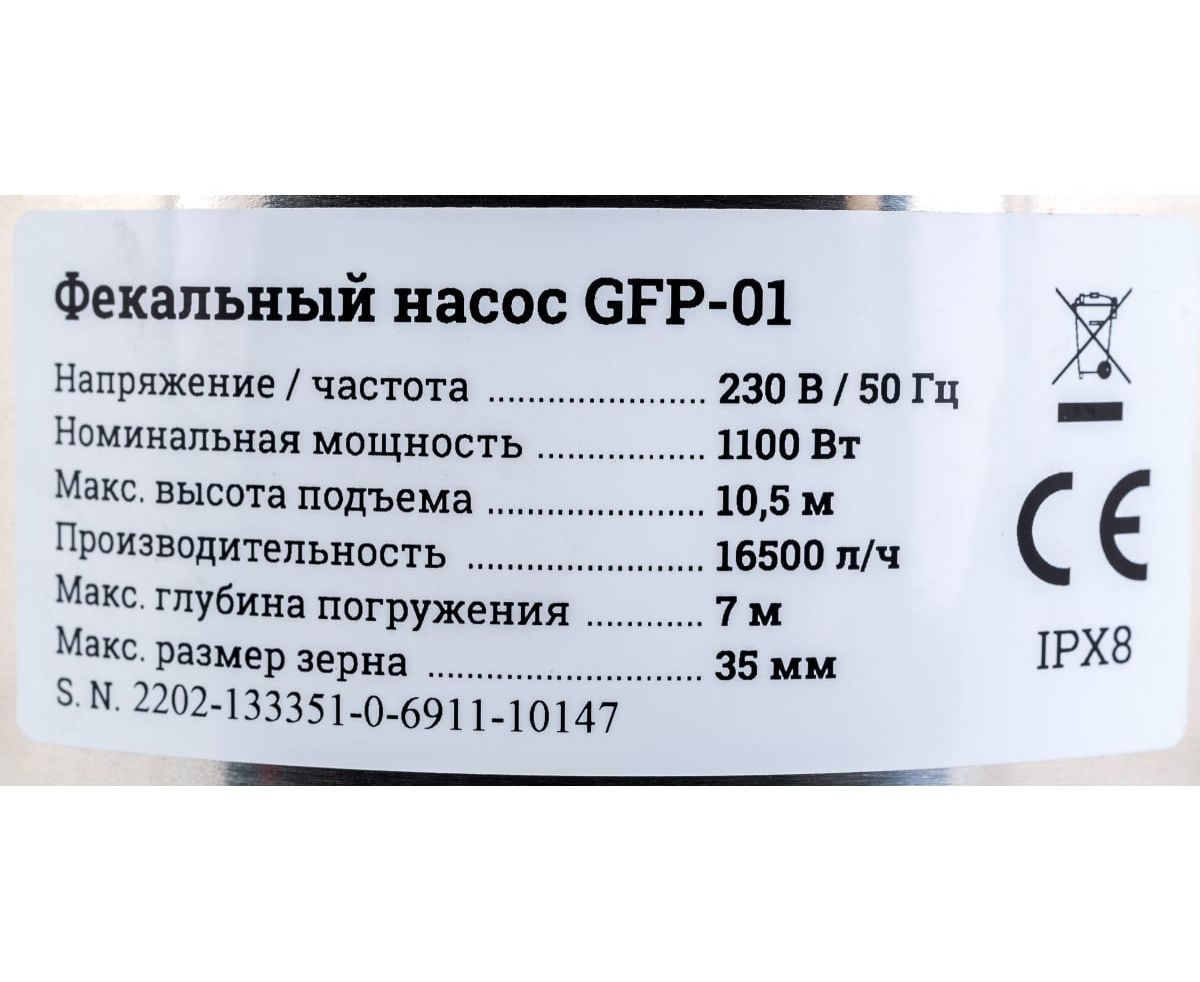 Фекальный насос GFP-01
Напряжение / частота ..................... 230 В / 50 Гц
Номинальная мощность ................ 1100 Вт
Макс. высота подъема ..................... 10,5 м
Производительность ....................... 16500 л/ч
Макс. глубина погружения ........... 7 м
Макс. размер зерна .......................... 35 мм
S. N. 2202-133351-0-6911-10147
CE
IPX8